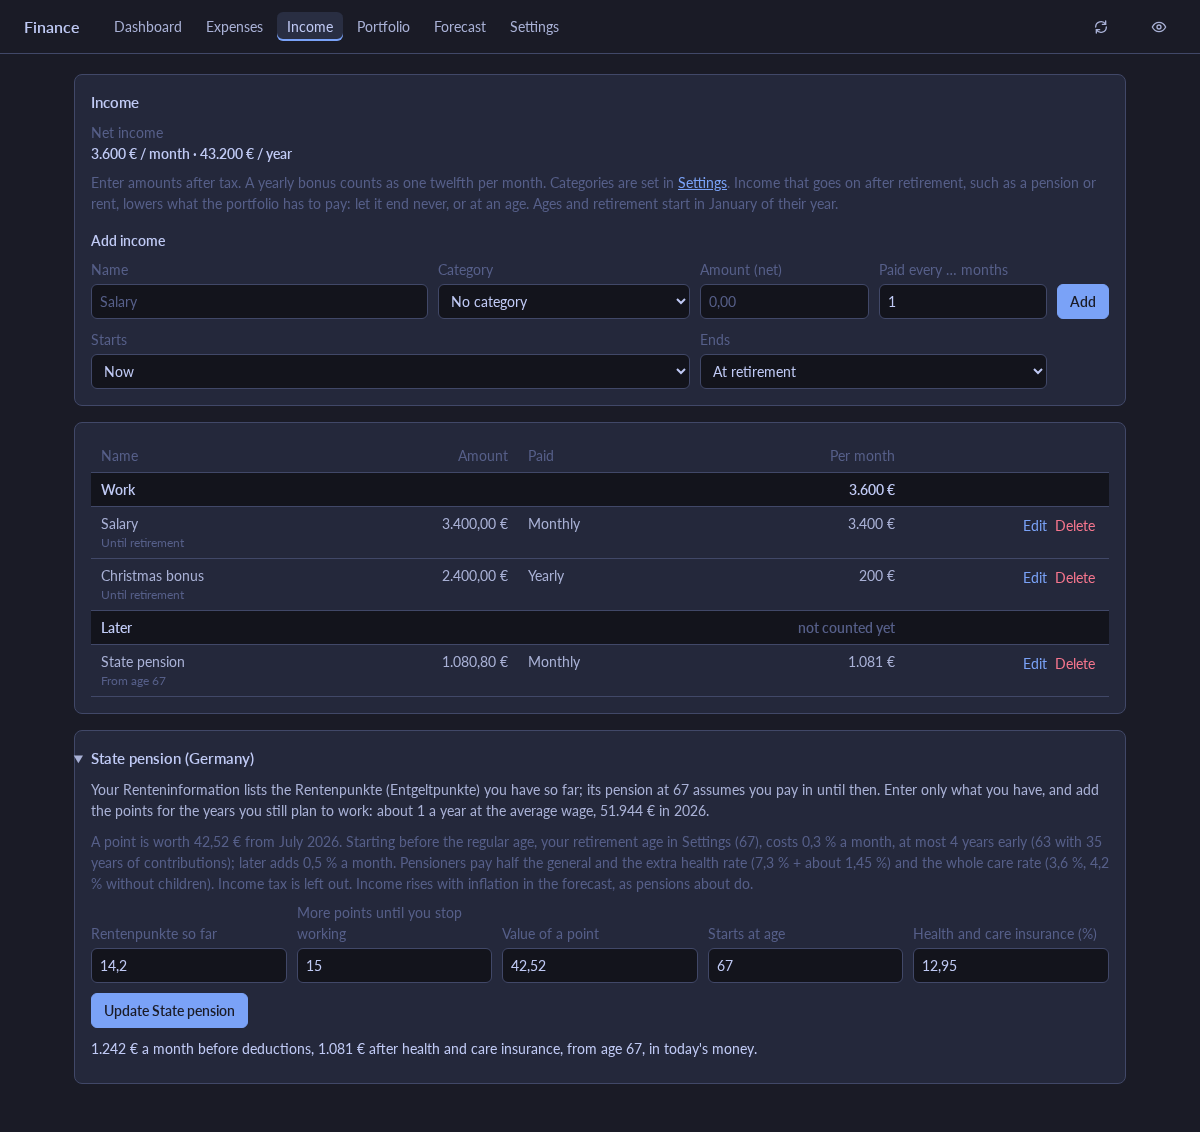 Finance Dashboard Expenses Income Portfolio Forecast Settings
Income
Net income
3.600 € / month · 43.200 € / year
Enter amounts after tax. A yearly bonus counts as one twelfth per month. Categories are set in Settings. Income that goes on after retirement, such as a pension or
rent, lowers what the portfolio has to pay: let it end never, or at an age. Ages and retirement start in January of their year.
Add income
Name Category Amount (net) Paid every … months
Salary No category 0,00 1 Add
Starts Ends
Now At retirement
Name Amount Paid Per month
Work 3.600 €
Salary 3.400,00 € Monthly 3.400 € Edit Delete
Until retirement
Christmas bonus 2.400,00 € Yearly 200 € Edit Delete
Until retirement
Later not counted yet
State pension 1.080,80 € Monthly 1.081 € Edit Delete
From age 67
State pension (Germany)
Your Renteninformation lists the Rentenpunkte (Entgeltpunkte) you have so far; its pension at 67 assumes you pay in until then. Enter only what you have, and add
the points for the years you still plan to work: about 1 a year at the average wage, 51.944 € in 2026.
A point is worth 42,52 € from July 2026. Starting before the regular age, your retirement age in Settings (67), costs 0,3 % a month, at most 4 years early (63 with 35
years of contributions); later adds 0,5 % a month. Pensioners pay half the general and the extra health rate (7,3 % + about 1,45 %) and the whole care rate (3,6 %, 4,2
% without children). Income tax is left out. Income rises with inflation in the forecast, as pensions about do.
More points until you stop
Rentenpunkte so far working Value of a point Starts at age Health and care insurance (%)
14,2 15 42,52 67 12,95
Update State pension
1.242 € a month before deductions, 1.081 € after health and care insurance, from age 67, in today's money.